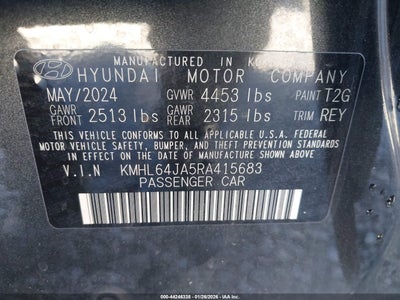 MANUFACTURED IN KOREA
HYUNDAI MOTOR COMPANY
MAY/2024 GVWR 4453 lbs PAINT T2G
GAWR FRONT 2513 lbs GAWR REAR 2315 lbs TRIM REY
THIS VEHICLE CONFORMS TO ALL APPLICABLE U.S.A. FEDERAL
MOTOR VEHICLE SAFETY, BUMPER, AND THEFT PREVENTION
STANDARDS IN EFFECT ON THE DATE OF MANUFACTURE SHOWN ABOVE.
V.I.N KMHL64JA5RA415683
PASSENGER CAR
#44246338 - 01/26/2026 - IAA Inc.